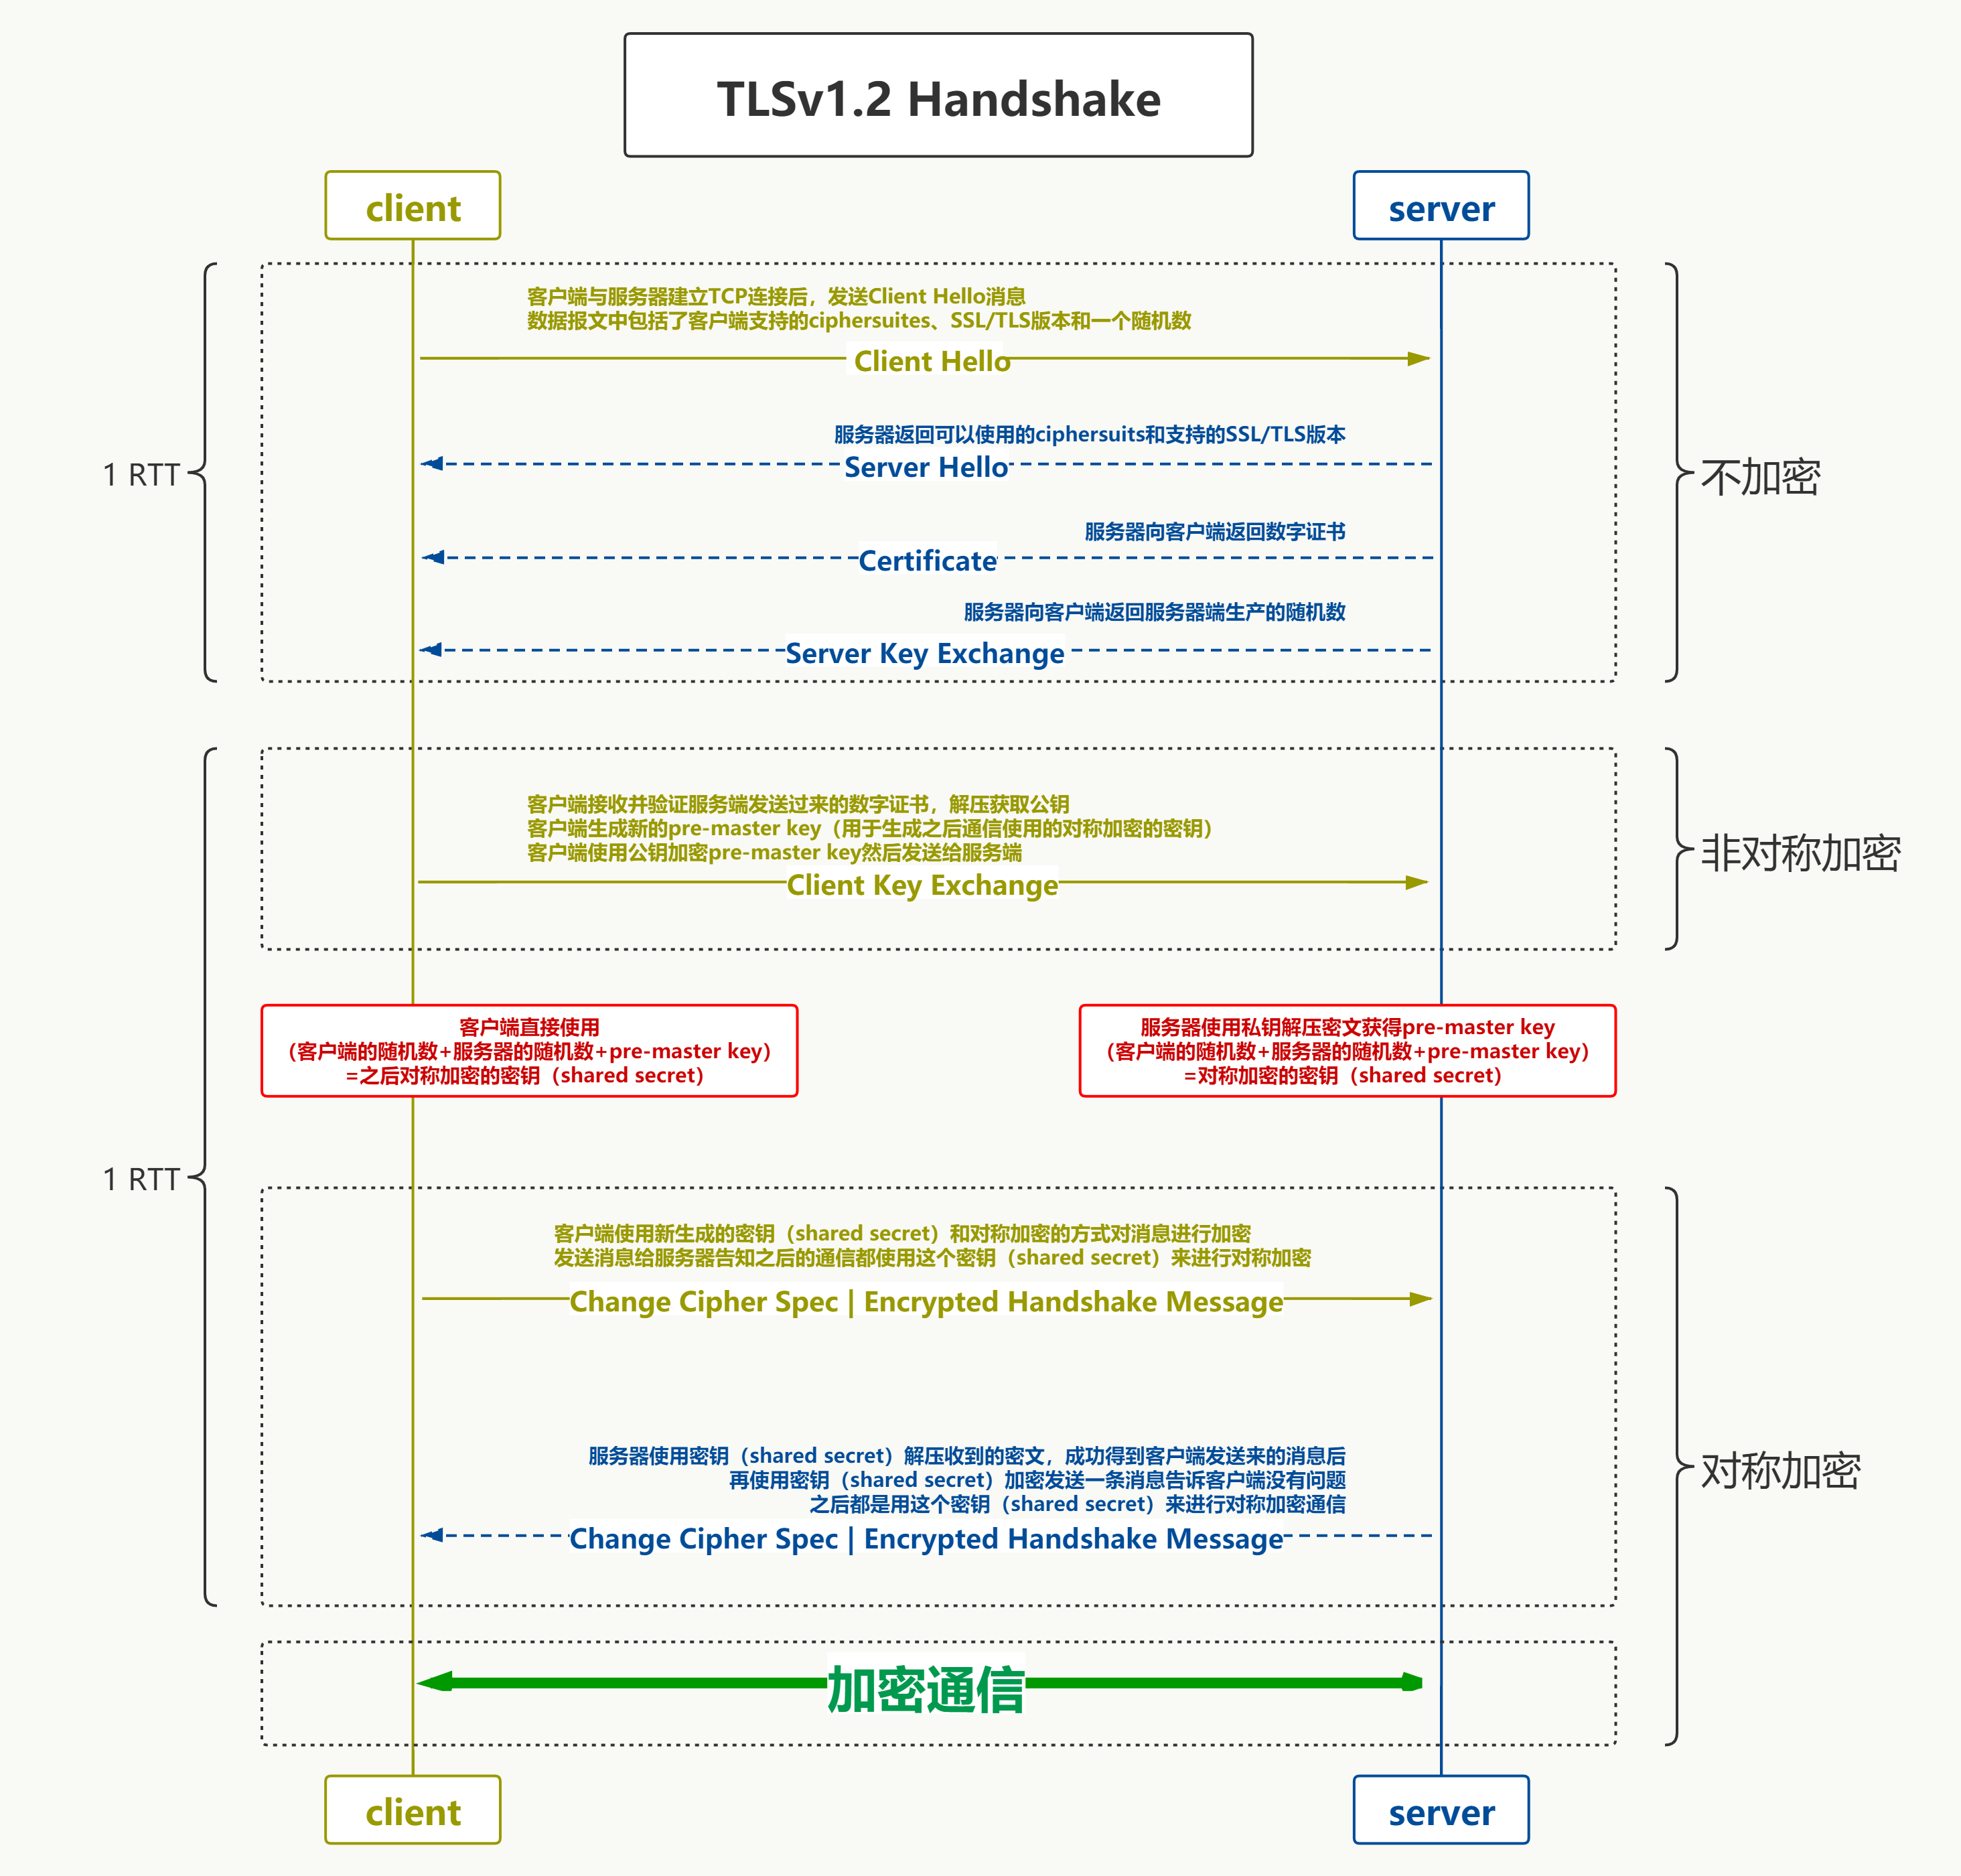 TLSv1.2 Handshake
client
server
客户端与服务器建立TCP连接后，发送Client Hello消息
数据报文中包括了客户端支持的ciphersuites、SSL/TLS版本和一个随机数
Client Hello
服务器返回可以使用的ciphersuits和支持的SSL/TLS版本
Server Hello
1 RTT
不加密
服务器向客户端返回数字证书
Certificate
服务器向客户端返回服务器端生产的随机数
Server Key Exchange
客户端接收并验证服务端发送过来的数字证书，解压获取公钥
客户端生成新的pre-master key（用于生成之后通信使用的对称加密的密钥）
客户端使用公钥加密pre-master key然后发送给服务端
Client Key Exchange
非对称加密
客户端直接使用
（客户端的随机数+服务器的随机数+pre-master key）
=之后对称加密的密钥（shared secret）
服务器使用私钥解压密文获得pre-master key
（客户端的随机数+服务器的随机数+pre-master key）
=对称加密的密钥（shared secret）
1 RTT
客户端使用新生成的密钥（shared secret）和对称加密的方式对消息进行加密
发送消息给服务器告知之后的通信都使用这个密钥（shared secret）来进行对称加密
Change Cipher Spec | Encrypted Handshake Message
服务器使用密钥（shared secret）解压收到的密文，成功得到客户端发送来的消息后
再使用密钥（shared secret）加密发送一条消息告诉客户端没有问题
之后都是用这个密钥（shared secret）来进行对称加密通信
Change Cipher Spec | Encrypted Handshake Message
对称加密
加密通信
client
server